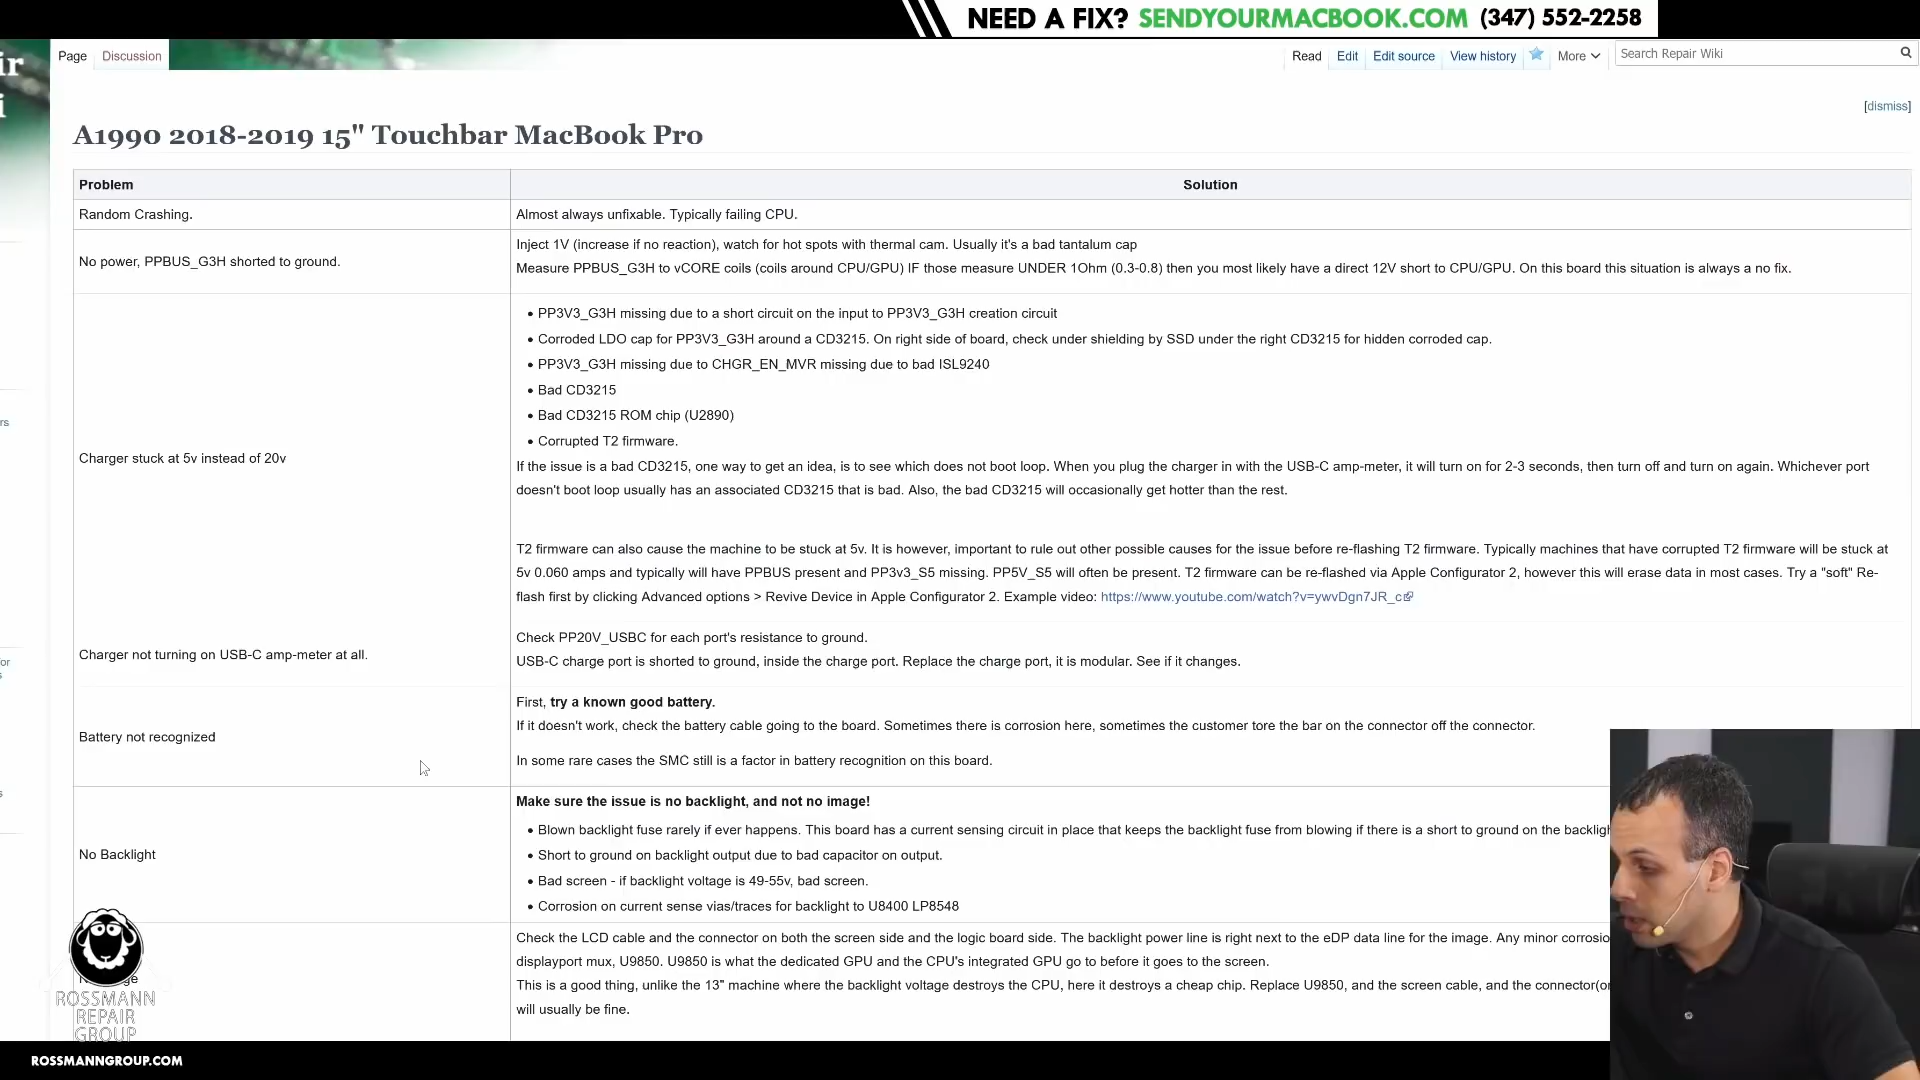 NEED A FIX? SENDYOURMACBOOK.COM (347) 552-2258
ir
i
Page Discussion Read Edit Edit source View history More Search Repair Wiki
[dismiss]
A1990 2018-2019 15" Touchbar MacBook Pro
Problem Solution
Random Crashing. Almost always unfixable. Typically failing CPU.
No power, PPBUS_G3H shorted to ground.
Inject 1V (increase if no reaction), watch for hot spots with thermal cam. Usually it's a bad tantalum cap
Measure PPBUS_G3H to vCORE coils (coils around CPU/GPU) IF those measure UNDER 1Ohm (0.3-0.8) then you most likely have a direct 12V short to CPU/GPU. On this board this situation is always a no fix.
Charger stuck at 5v instead of 20v
• PP3V3_G3H missing due to a short circuit on the input to PP3V3_G3H creation circuit
• Corroded LDO cap for PP3V3_G3H around a CD3215. On right side of board, check under shielding by SSD under the right CD3215 for hidden corroded cap.
• PP3V3_G3H missing due to CHGR_EN_MVR missing due to bad ISL9240
• Bad CD3215
• Bad CD3215 ROM chip (U2890)
• Corrupted T2 firmware.
If the issue is a bad CD3215, one way to get an idea, is to see which does not boot loop. When you plug the charger in with the USB-C amp-meter, it will turn on for 2-3 seconds, then turn off and turn on again. Whichever port
doesn't boot loop usually has an associated CD3215 that is bad. Also, the bad CD3215 will occasionally get hotter than the rest.
T2 firmware can also cause the machine to be stuck at 5v. It is however, important to rule out other possible causes for the issue before re-flashing T2 firmware. Typically machines that have corrupted T2 firmware will be stuck at
5v 0.060 amps and typically will have PPBUS present and PP3v3_S5 missing. PP5V_S5 will often be present. T2 firmware can be re-flashed via Apple Configurator 2, however this will erase data in most cases. Try a "soft" Re-
flash first by clicking Advanced options > Revive Device in Apple Configurator 2. Example video: https://www.youtube.com/watch?v=ywvDgn7JR_c
Charger not turning on USB-C amp-meter at all.
Check PP20V_USBC for each port's resistance to ground.
USB-C charge port is shorted to ground, inside the charge port. Replace the charge port, it is modular. See if it changes.
Battery not recognized
First, try a known good battery.
If it doesn't work, check the battery cable going to the board. Sometimes there is corrosion here, sometimes the customer tore the bar on the connector off the connector.
In some rare cases the SMC still is a factor in battery recognition on this board.
No Backlight
Make sure the issue is no backlight, and not no image!
• Blown backlight fuse rarely if ever happens. This board has a current sensing circuit in place that keeps the backlight fuse from blowing if there is a short to ground on the backligh
• Short to ground on backlight output due to bad capacitor on output.
• Bad screen - if backlight voltage is 49-55v, bad screen.
• Corrosion on current sense vias/traces for backlight to U8400 LP8548
Check the LCD cable and the connector on both the screen side and the logic board side. The backlight power line is right next to the eDP data line for the image. Any minor corrosio
displayport mux, U9850. U9850 is what the dedicated GPU and the CPU's integrated GPU go to before it goes to the screen.
This is a good thing, unlike the 13" machine where the backlight voltage destroys the CPU, here it destroys a cheap chip. Replace U9850, and the screen cable, and the connector(or
will usually be fine.
ROSSMANN
REPAIR
GROUP
ROSSMANNGROUP.COM